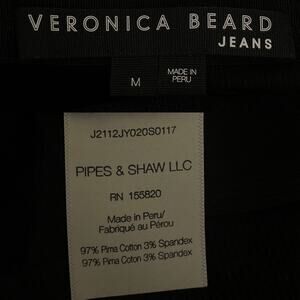 VERONICA BEARD
JEANS
M
MADE IN
PERU
J2112JY020S0117
PIPES & SHAW LLC
RN 155820
Made in Peru/
Fabriqué au Pérou
97% Pima Cotton 3% Spandex
97% Pima Cotton 3% Spandex